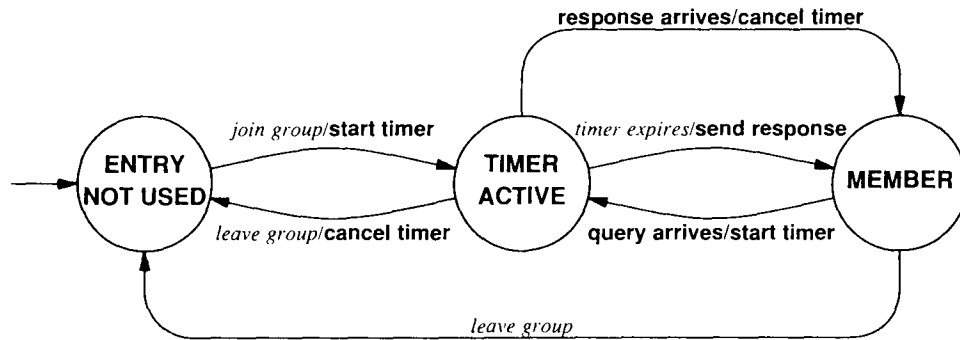 response arrives/cancel timer
join group/start timer
timer expires/send response
ENTRY
NOT USED
TIMER
ACTIVE
MEMBER
leave group/cancel timer
query arrives/start timer
leave group